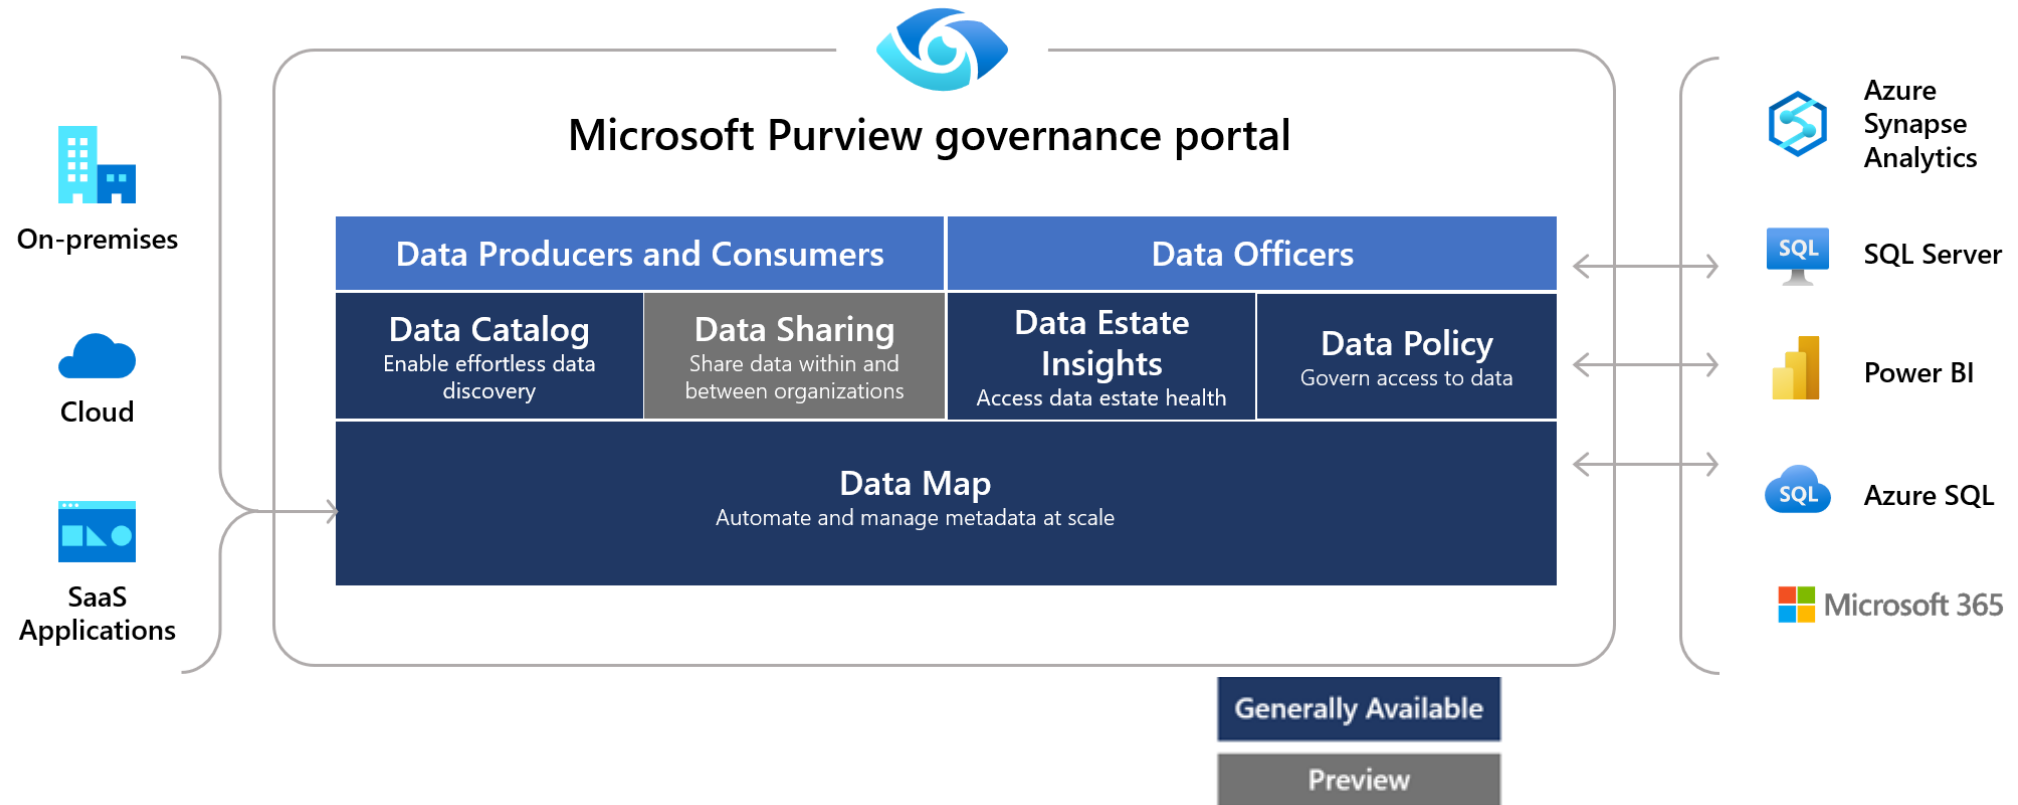 Microsoft Purview governance portal
On-premises
Cloud
SaaS
Applications
Data Producers and Consumers
Data Officers
Data Catalog
Enable effortless data
discovery
Data Sharing
Share data within and
between organizations
Data Estate
Insights
Access data estate health
Data Policy
Govern access to data
Data Map
Automate and manage metadata at scale
Azure
Synapse
Analytics
SQL
SQL Server
Power BI
SQL
Azure SQL
Microsoft 365
Generally Available
Preview